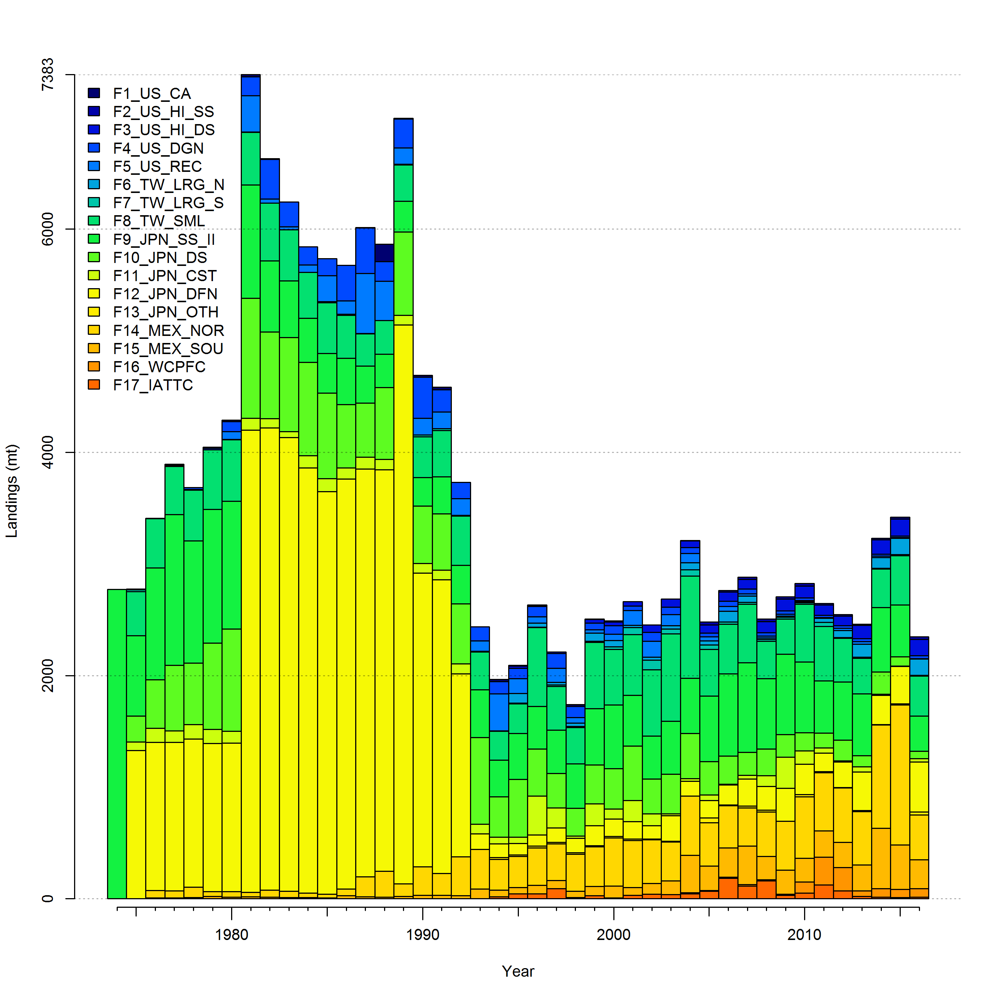 7383
6000
4000
2000
0
Landings (mt)
F1_US_CA
F2_US_HI_SS
F3_US_HI_DS
F4_US_DGN
F5_US_REC
F6_TW_LRG_N
F7_TW_LRG_S
F8_TW_SML
F9_JPN_SS_II
F10_JPN_DS
F11_JPN_CST
F12_JPN_DFN
F13_JPN_OTH
F14_MEX_NOR
F15_MEX_SOU
F16_WCPFC
F17_IATTC
1980 1990 2000 2010
Year